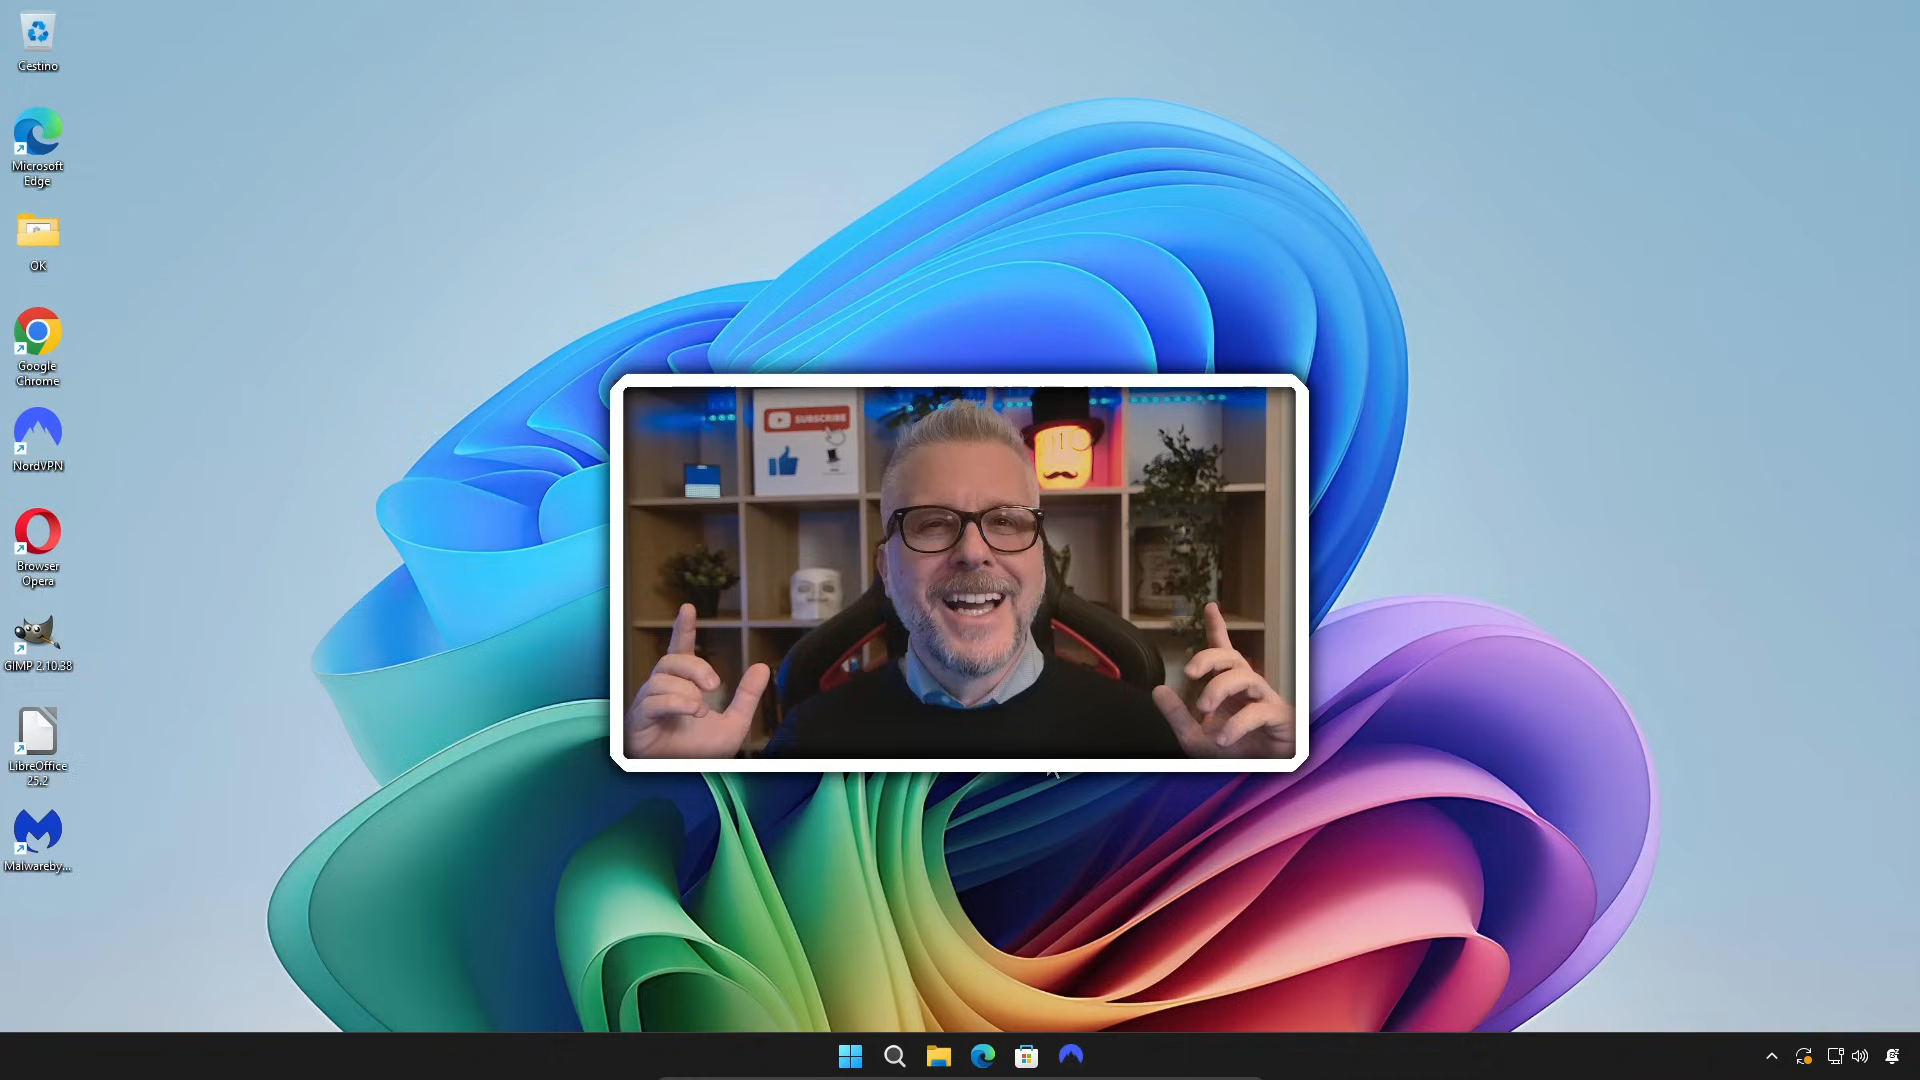 Cestino
Microsoft
Edge
OK
Google
Chrome
NordVPN
Browser
Opera
GIMP 2.10.38
LibreOffice
25.2
Malwareby...
SUBSCRIBE